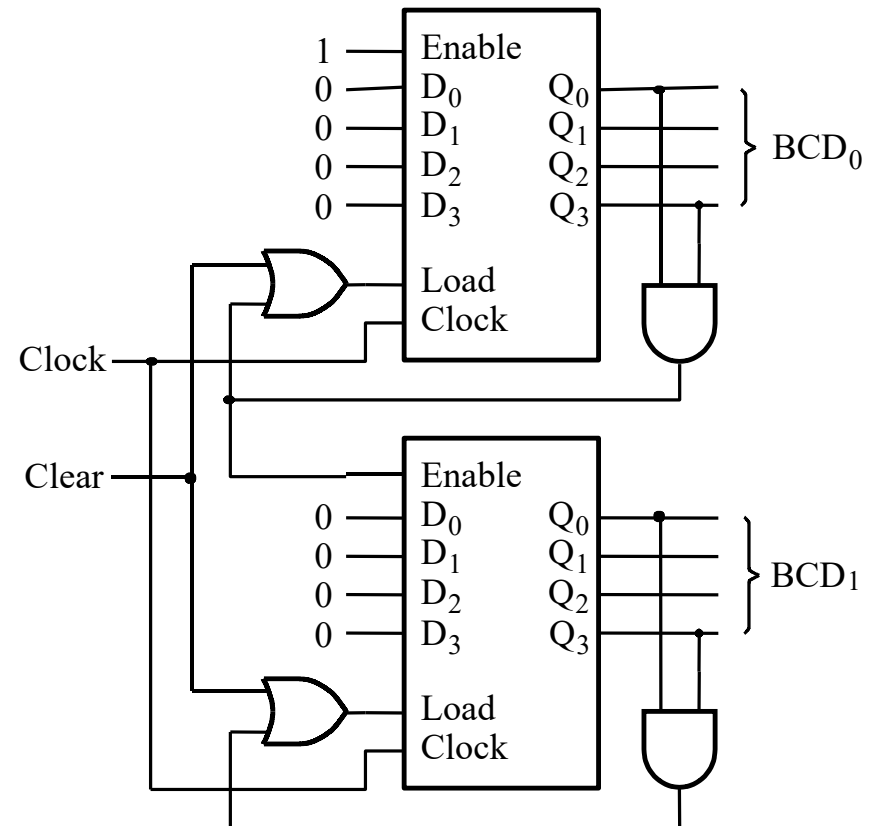 1 Enable
0 D0 Q0
0 D1 Q1
0 D2 Q2
0 D3 Q3
BCD0
Load
Clock
Clock
Clear
Enable
0 D0 Q0
0 D1 Q1
0 D2 Q2
0 D3 Q3
BCD1
Load
Clock